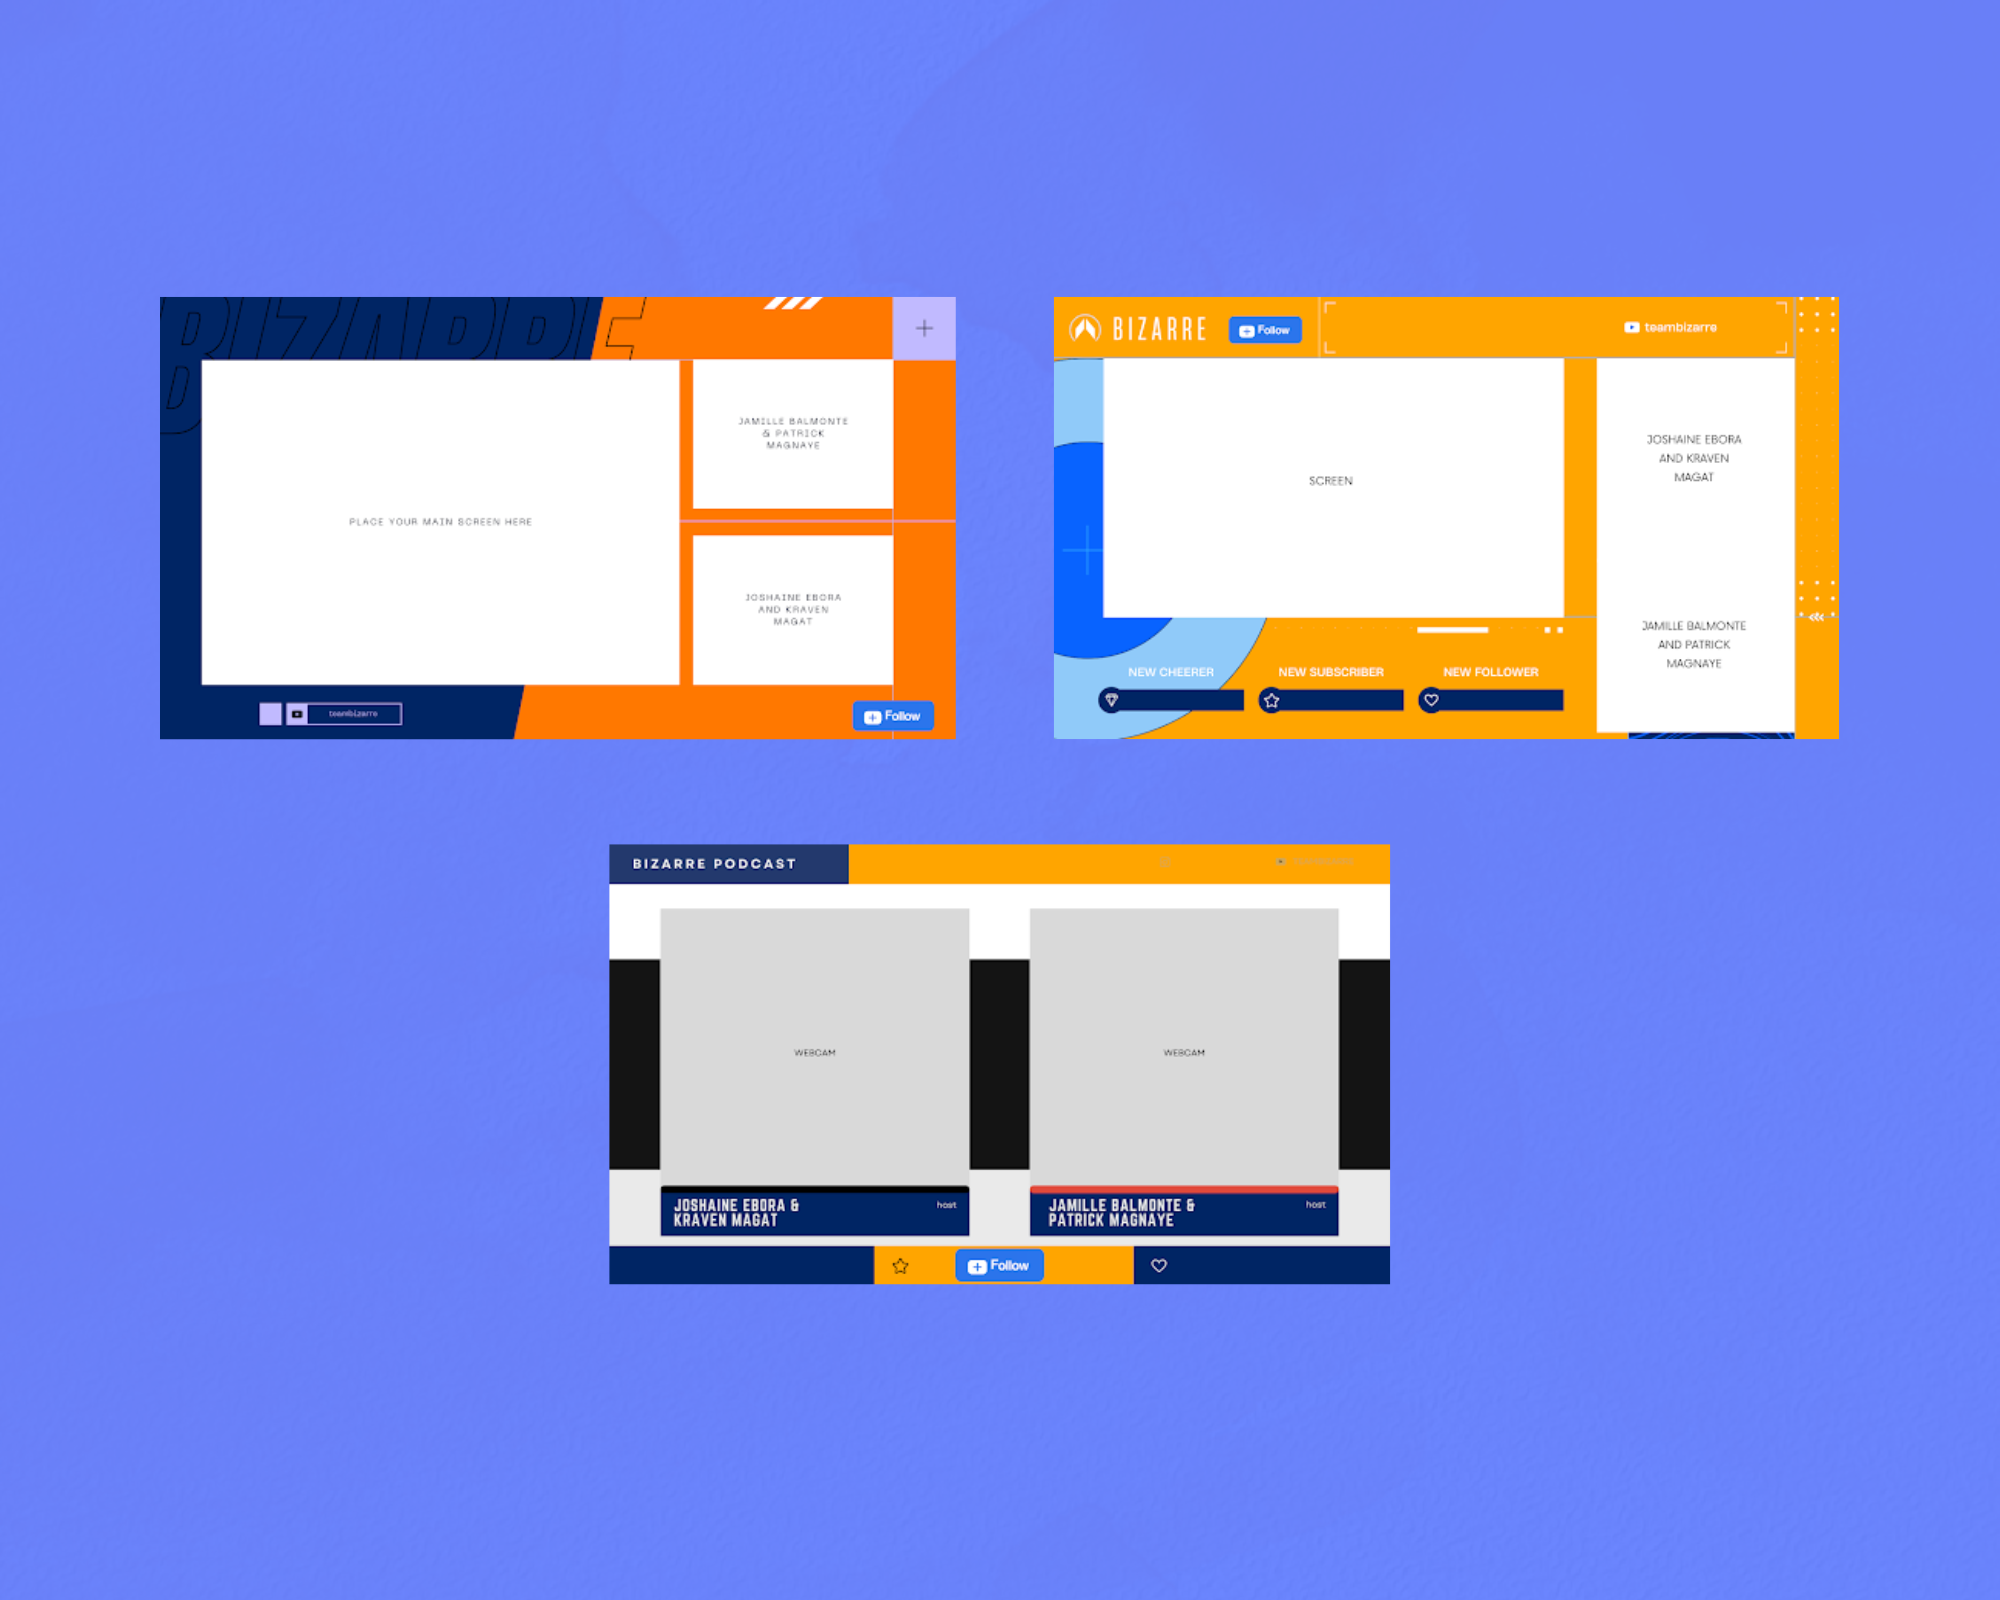 BIZARRE
B
JAMILLE BALMONTE
& PATRICK
MAGNAYE
PLACE YOUR MAIN SCREEN HERE
JOSHAINE EBORA
AND KRAVEN
MAGAT
teambizarre
Follow
BIZARRE
Follow
teambizarre
SCREEN
JOSHAINE EBORA
AND KRAVEN
MAGAT
JAMILLE BALMONTE
AND PATRICK
MAGNAYE
NEW CHEERER
NEW SUBSCRIBER
NEW FOLLOWER
BIZARRE PODCAST
WEBCAM
WEBCAM
JOSHAINE EBORA &
KRAVEN MAGAT
host
JAMILLE BALMONTE &
PATRICK MAGNAYE
host
Follow